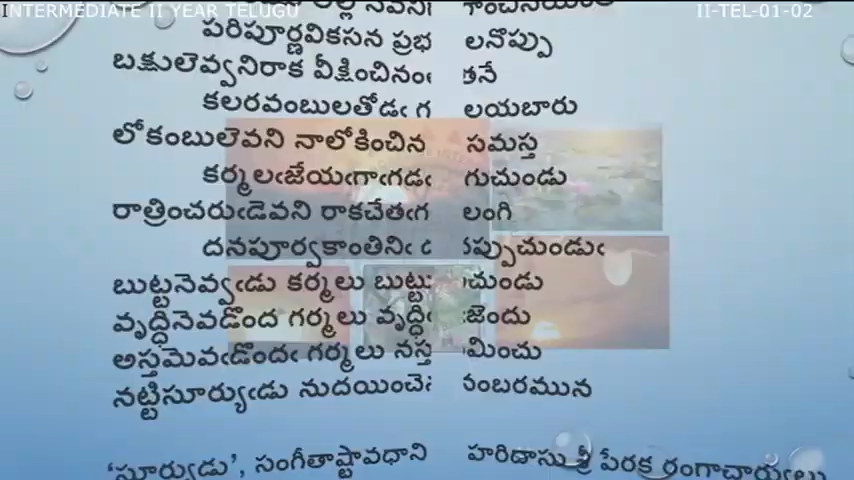 INTERMEDIATE II YEAR TELUGU
II-TEL-01-02
పరిపూర్ణవికసన ప్రభ లనొప్పు
బక్షులెవ్వనిరాక వీక్షించినం తనే
కలరవంబులతోడఁ గ లయబారు
లోకంబులెవని నాలోకించిన సమస్త
కర్మలఁజేయఁగాఁగడఁ గుచుండు
రాత్రించరుఁడెవని రాకచేతఁగ లంగి
దనపూర్వకాంతినిఁ ప్పుచుండుఁ
బుట్టనెవ్వఁడు కర్మలు బుట్టు చుండు
వృద్ధినెవడొంద గర్మలు వృద్ధిఁ జెందు
అస్తమెవఁడొందఁ గర్మలు నస్త మించు
నట్టిసూర్యుఁడు నుదయించె నంబరమున
‘సూర్యుడు’, సంగీతాష్టావధాని హరిదాసు శ్రీ పేరక రంగాచార్యులు